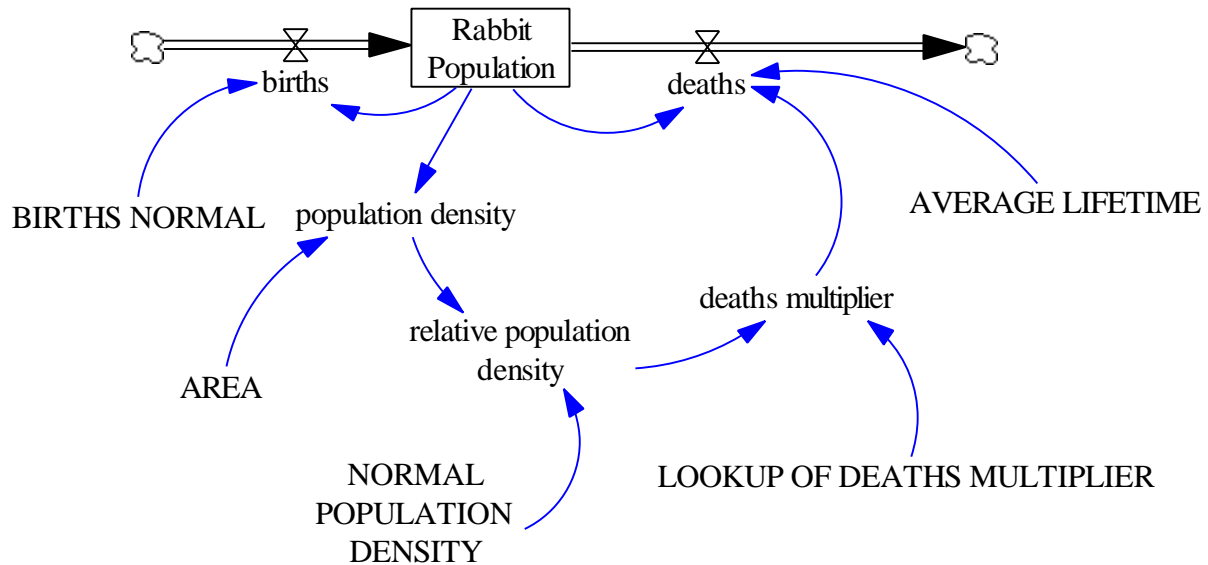 Rabbit
Population
births
deaths
BIRTHS NORMAL
population density
AVERAGE LIFETIME
deaths multiplier
relative population
density
AREA
NORMAL
POPULATION
DENSITY
LOOKUP OF DEATHS MULTIPLIER